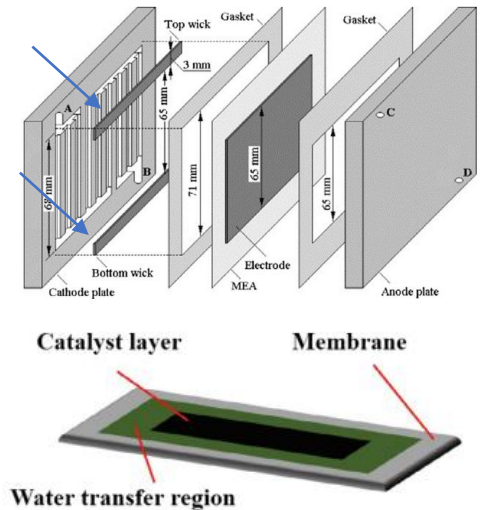 Top wick
Gasket
Gasket
3 mm
A
65 mm
C
B
68 mm
71 mm
65 mm
65 mm
D
Electrode
Bottom wick
MEA
Cathode plate
Anode plate
Catalyst layer
Membrane
Water transfer region